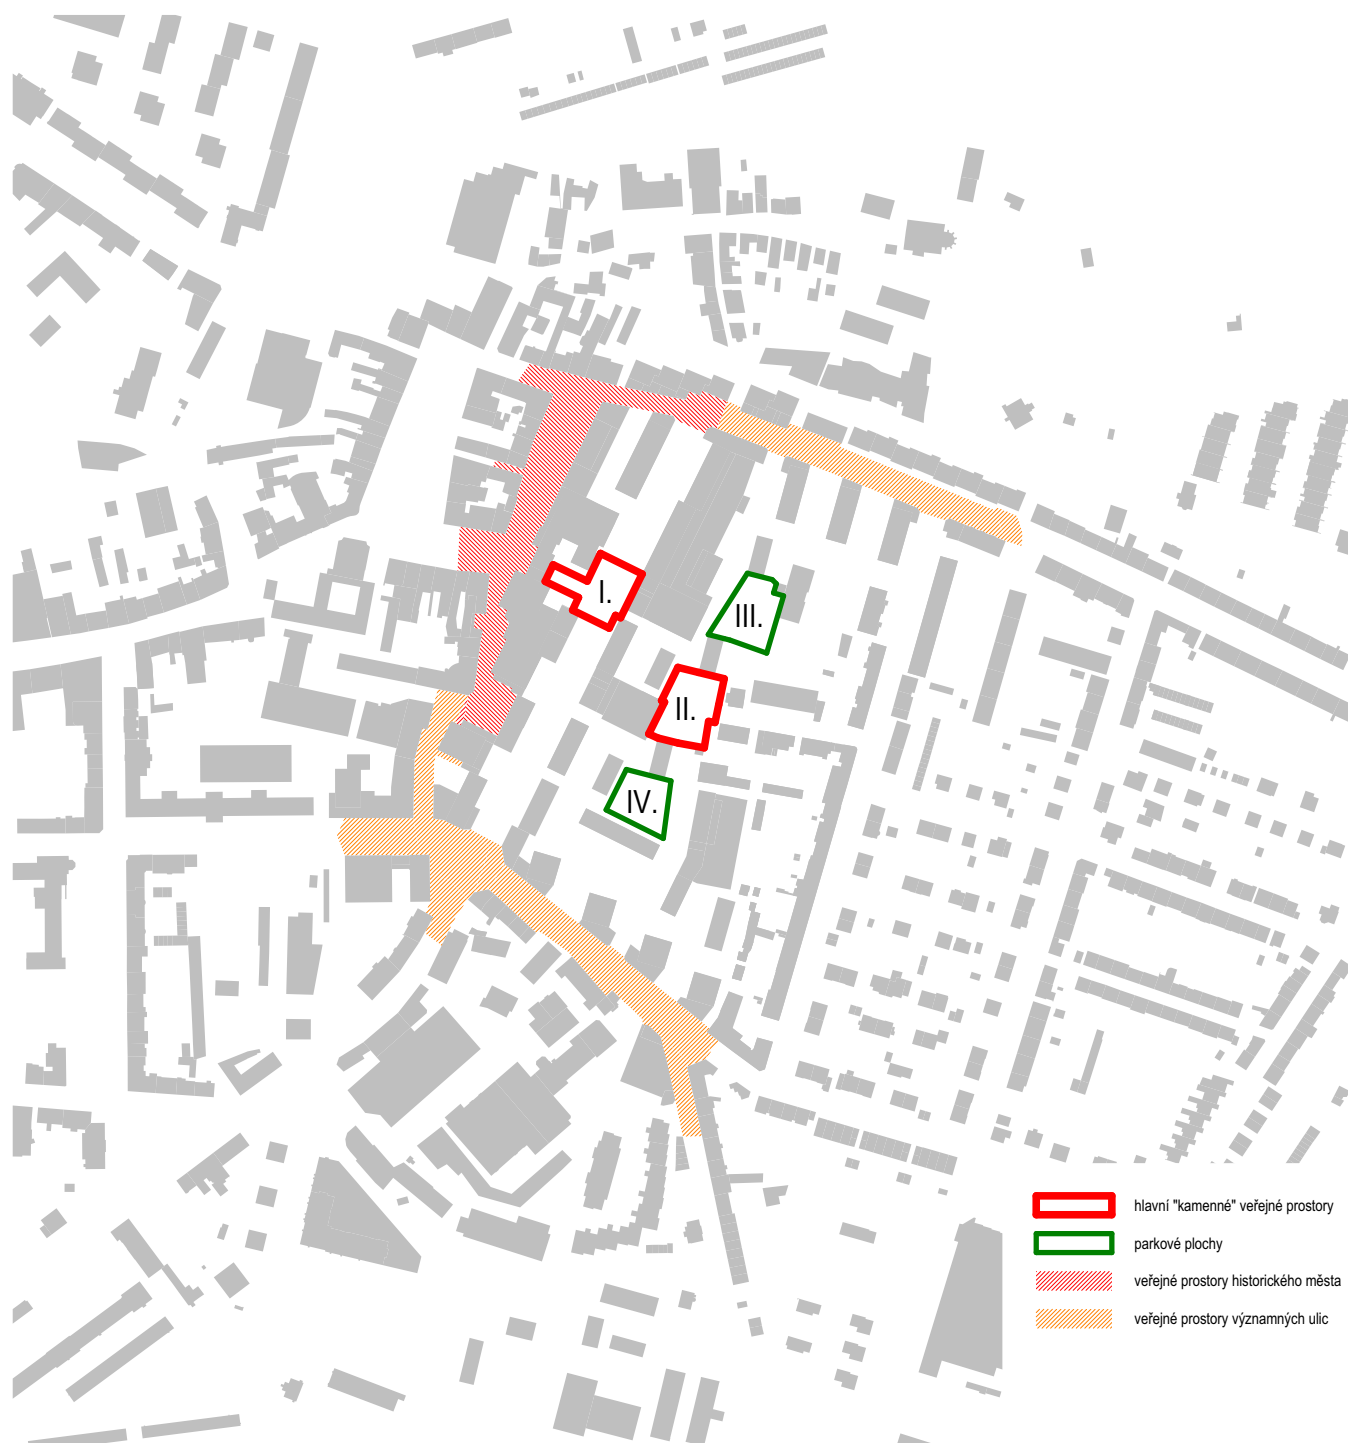 I.
III.
II.
IV.
hlavní "kamenné" veřejné prostory
parkové plochy
veřejné prostory historického města
veřejné prostory významných ulic